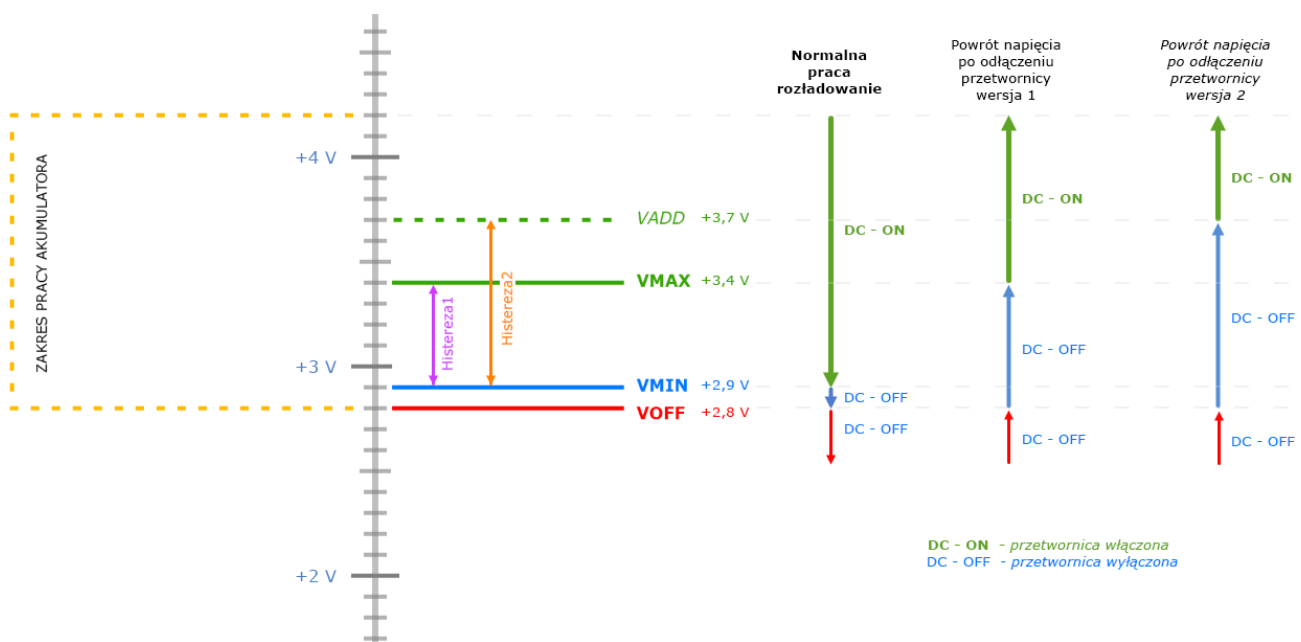 Normalna
praca
rozładowanie
Powrót napięcia
po odłączeniu
przetwornicy
wersja 1
Powrót napięcia
po odłączeniu
przetwornicy
wersja 2
ZAKRES PRACY AKUMULATORA
+4 V
+3 V
+2 V
VADD +3,7 V
VMAX +3,4 V
VMIN +2,9 V
VOFF +2,8 V
Histereza1
Histereza2
DC - ON
DC - OFF
DC - OFF
DC - ON
DC - OFF
DC - OFF
DC - ON
DC - OFF
DC - OFF
DC - ON - przetwornica włączona
DC - OFF - przetwornica wyłączona